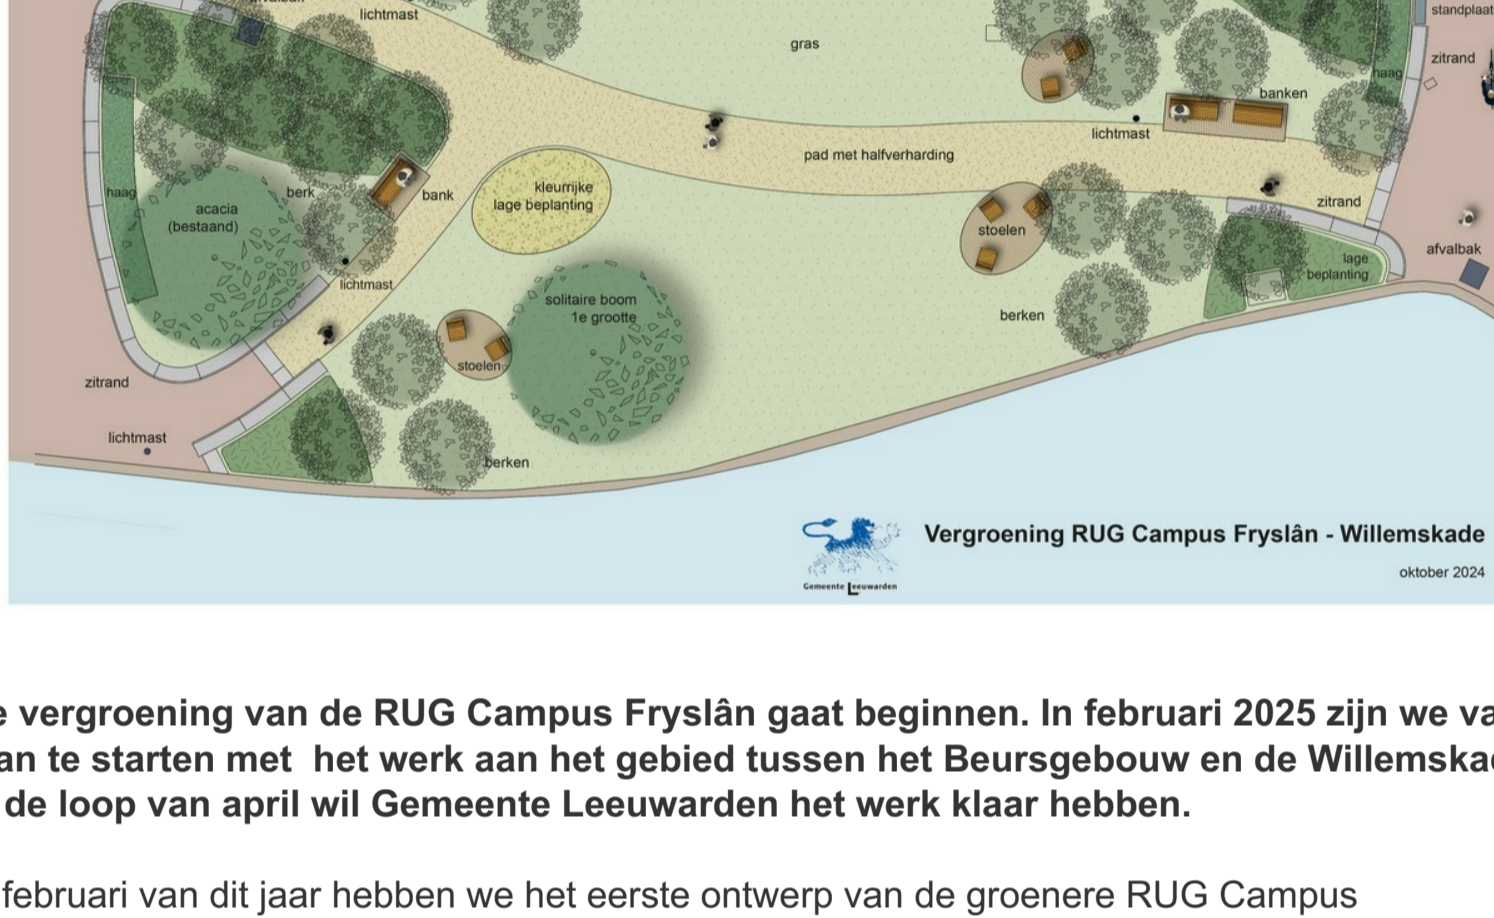 lichtmast
standplaat
gras
zitrand
haag
banken
lichtmast
pad met halfverharding
haag
berk
bank
kleurrijke
lage beplanting
acacia
(bestaand)
zitrand
stoelen
afvalbak
lage
beplanting
lichtmast
solitaire boom
1e grootte
berken
stoelen
zitrand
lichtmast
berken
Vergroening RUG Campus Fryslân - Willemskade
oktober 2024
Gemeente Leeuwarden
e vergroening van de RUG Campus Fryslân gaat beginnen. In februari 2025 zijn we va
an te starten met het werk aan het gebied tussen het Beursgebouw en de Willemskad
de loop van april wil Gemeente Leeuwarden het werk klaar hebben.
februari van dit jaar hebben we het eerste ontwerp van de groenere RUG Campus